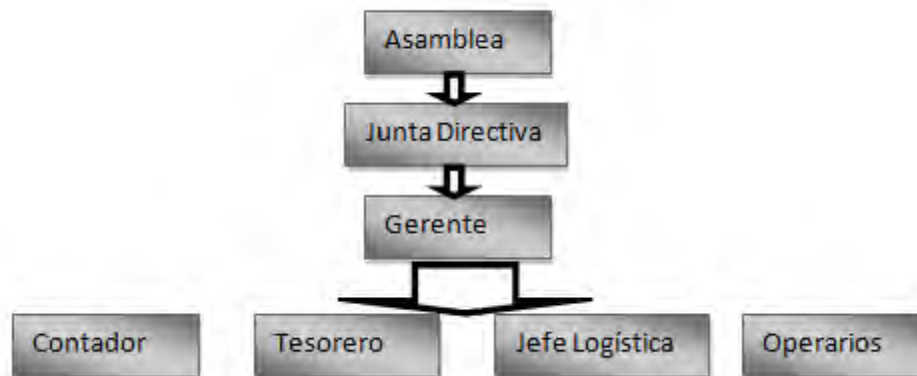 Asamblea
Junta Directiva
Gerente
Contador
Tesorero
Jefe Logística
Operarios